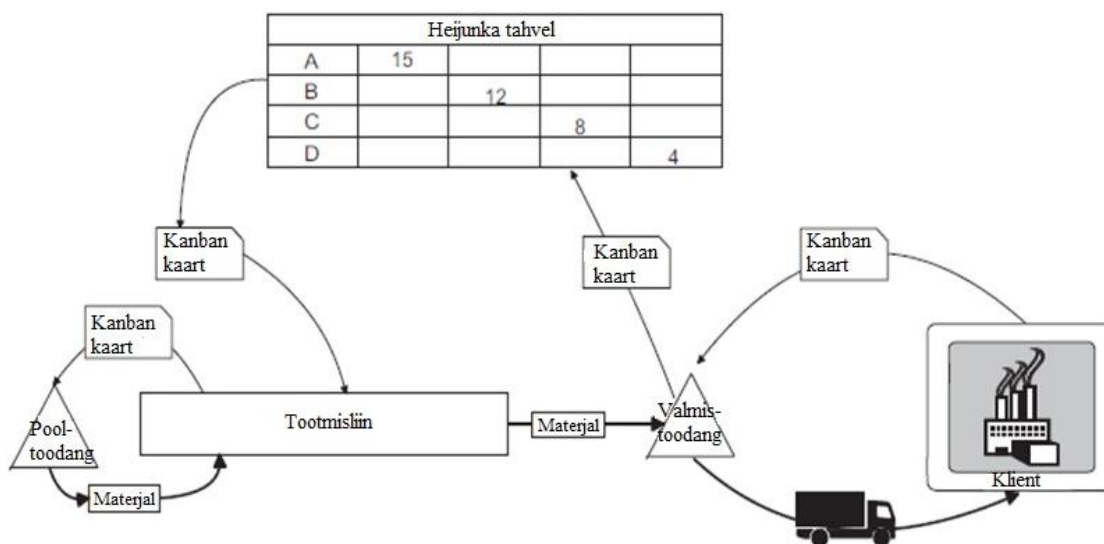 Heijunka tahvel
A 15
B 12
C 8
D 4
Kanban
kaart
Kanban
kaart
Kanban
kaart
Kanban
kaart
Pool-
toodang
Materjal
Tootmisliin
Materjal
Valmis-
toodang
Klient